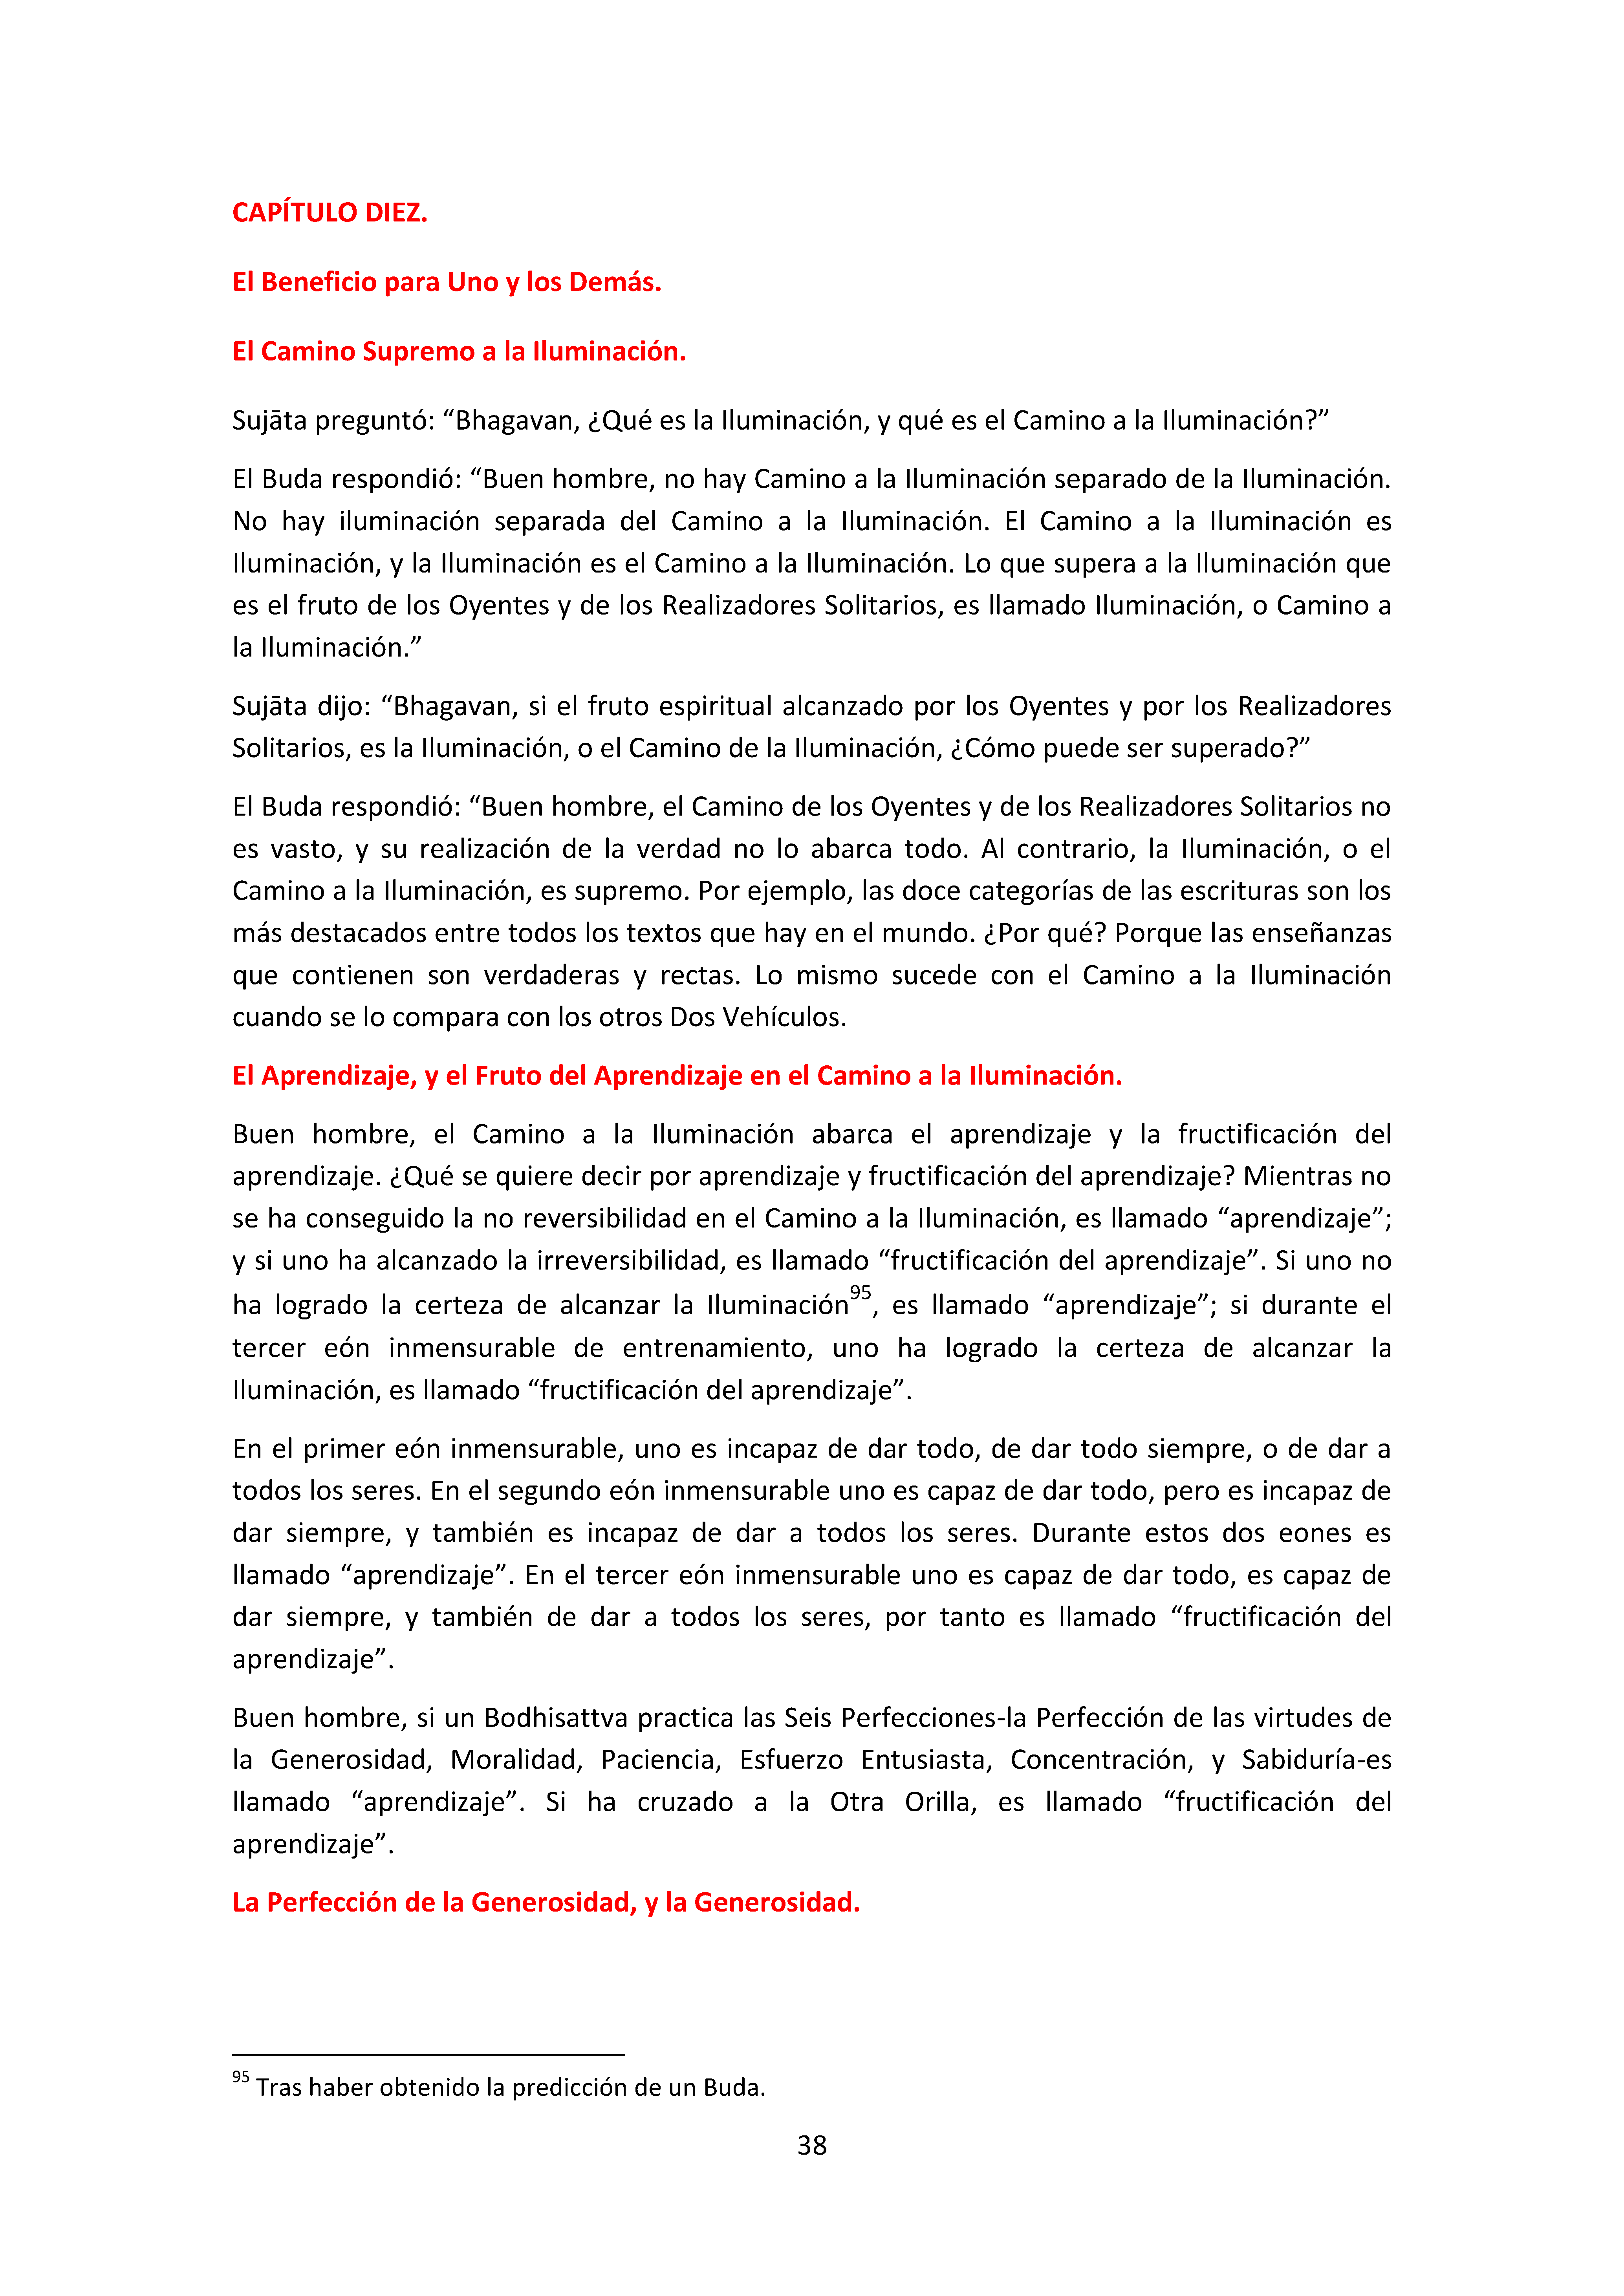 CAPÍTULO DIEZ.
El Beneficio para Uno y los Demás.
El Camino Supremo a la Iluminación.
Sujāta preguntó: “Bhagavan, ¿Qué es la Iluminación, y qué es el Camino a la Iluminación?”
El Buda respondió: “Buen hombre, no hay Camino a la Iluminación separado de la Iluminación.
No hay iluminación separada del Camino a la Iluminación. El Camino a la Iluminación es
Iluminación, y la Iluminación es el Camino a la Iluminación. Lo que supera a la Iluminación que
es el fruto de los Oyentes y de los Realizadores Solitarios, es llamado Iluminación, o Camino a
la Iluminación.”
Sujāta dijo: “Bhagavan, si el fruto espiritual alcanzado por los Oyentes y por los Realizadores
Solitarios, es la Iluminación, o el Camino de la Iluminación, ¿Cómo puede ser superado?”
El Buda respondió: “Buen hombre, el Camino de los Oyentes y de los Realizadores Solitarios no
es vasto, y su realización de la verdad no lo abarca todo. Al contrario, la Iluminación, o el
Camino a la Iluminación, es supremo. Por ejemplo, las doce categorías de las escrituras son los
más destacados entre todos los textos que hay en el mundo. ¿Por qué? Porque las enseñanzas
que contienen son verdaderas y rectas. Lo mismo sucede con el Camino a la Iluminación
cuando se lo compara con los otros Dos Vehículos.
El Aprendizaje, y el Fruto del Aprendizaje en el Camino a la Iluminación.
Buen hombre, el Camino a la Iluminación abarca el aprendizaje y la fructificación del
aprendizaje. ¿Qué se quiere decir por aprendizaje y fructificación del aprendizaje? Mientras no
se ha conseguido la no reversibilidad en el Camino a la Iluminación, es llamado “aprendizaje”;
y si uno ha alcanzado la irreversibilidad, es llamado “fructificación del aprendizaje”. Si uno no
ha logrado la certeza de alcanzar la Iluminación95, es llamado “aprendizaje”; si durante el
tercer eón inmensurable de entrenamiento, uno ha logrado la certeza de alcanzar la
Iluminación, es llamado “fructificación del aprendizaje”.
En el primer eón inmensurable, uno es incapaz de dar todo, de dar todo siempre, o de dar a
todos los seres. En el segundo eón inmensurable uno es capaz de dar todo, pero es incapaz de
dar siempre, y también es incapaz de dar a todos los seres. Durante estos dos eones es
llamado “aprendizaje”. En el tercer eón inmensurable uno es capaz de dar todo, es capaz de
dar siempre, y también de dar a todos los seres, por tanto es llamado “fructificación del
aprendizaje”.
Buen hombre, si un Bodhisattva practica las Seis Perfecciones-la Perfección de las virtudes de
la Generosidad, Moralidad, Paciencia, Esfuerzo Entusiasta, Concentración, y Sabiduría-es
llamado “aprendizaje”. Si ha cruzado a la Otra Orilla, es llamado “fructificación del
aprendizaje”.
La Perfección de la Generosidad, y la Generosidad.
95 Tras haber obtenido la predicción de un Buda.
38